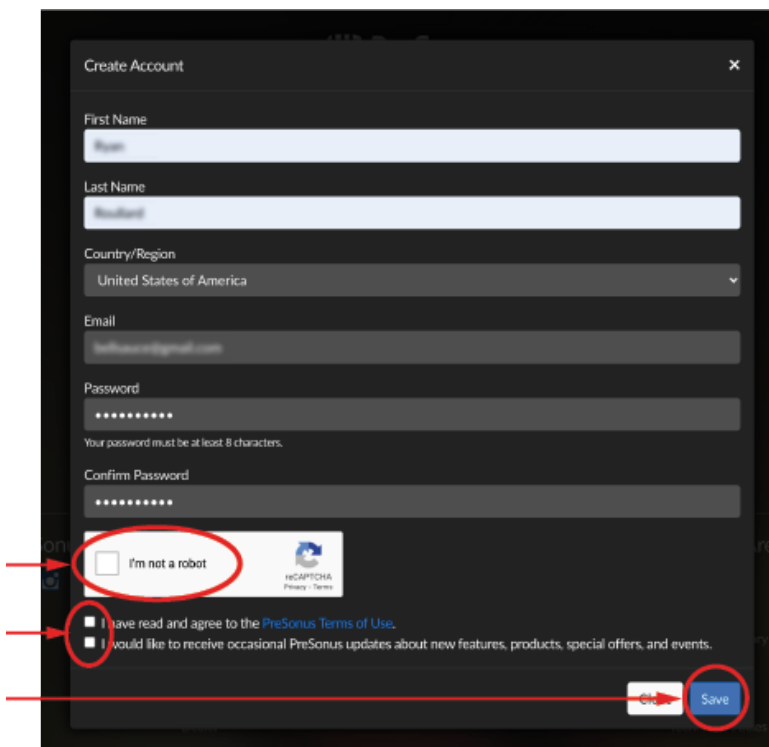 Create Account ×
First Name
Last Name
Country/Region
United States of America
Email
Password
••••••••••
Your password must be at least 8 characters.
Confirm Password
••••••••••
I'm not a robot
reCAPTCHA
Privacy - Terms
I have read and agree to the PreSonus Terms of Use.
I would like to receive occasional PreSonus updates about new features, products, special offers, and events.
Close Save